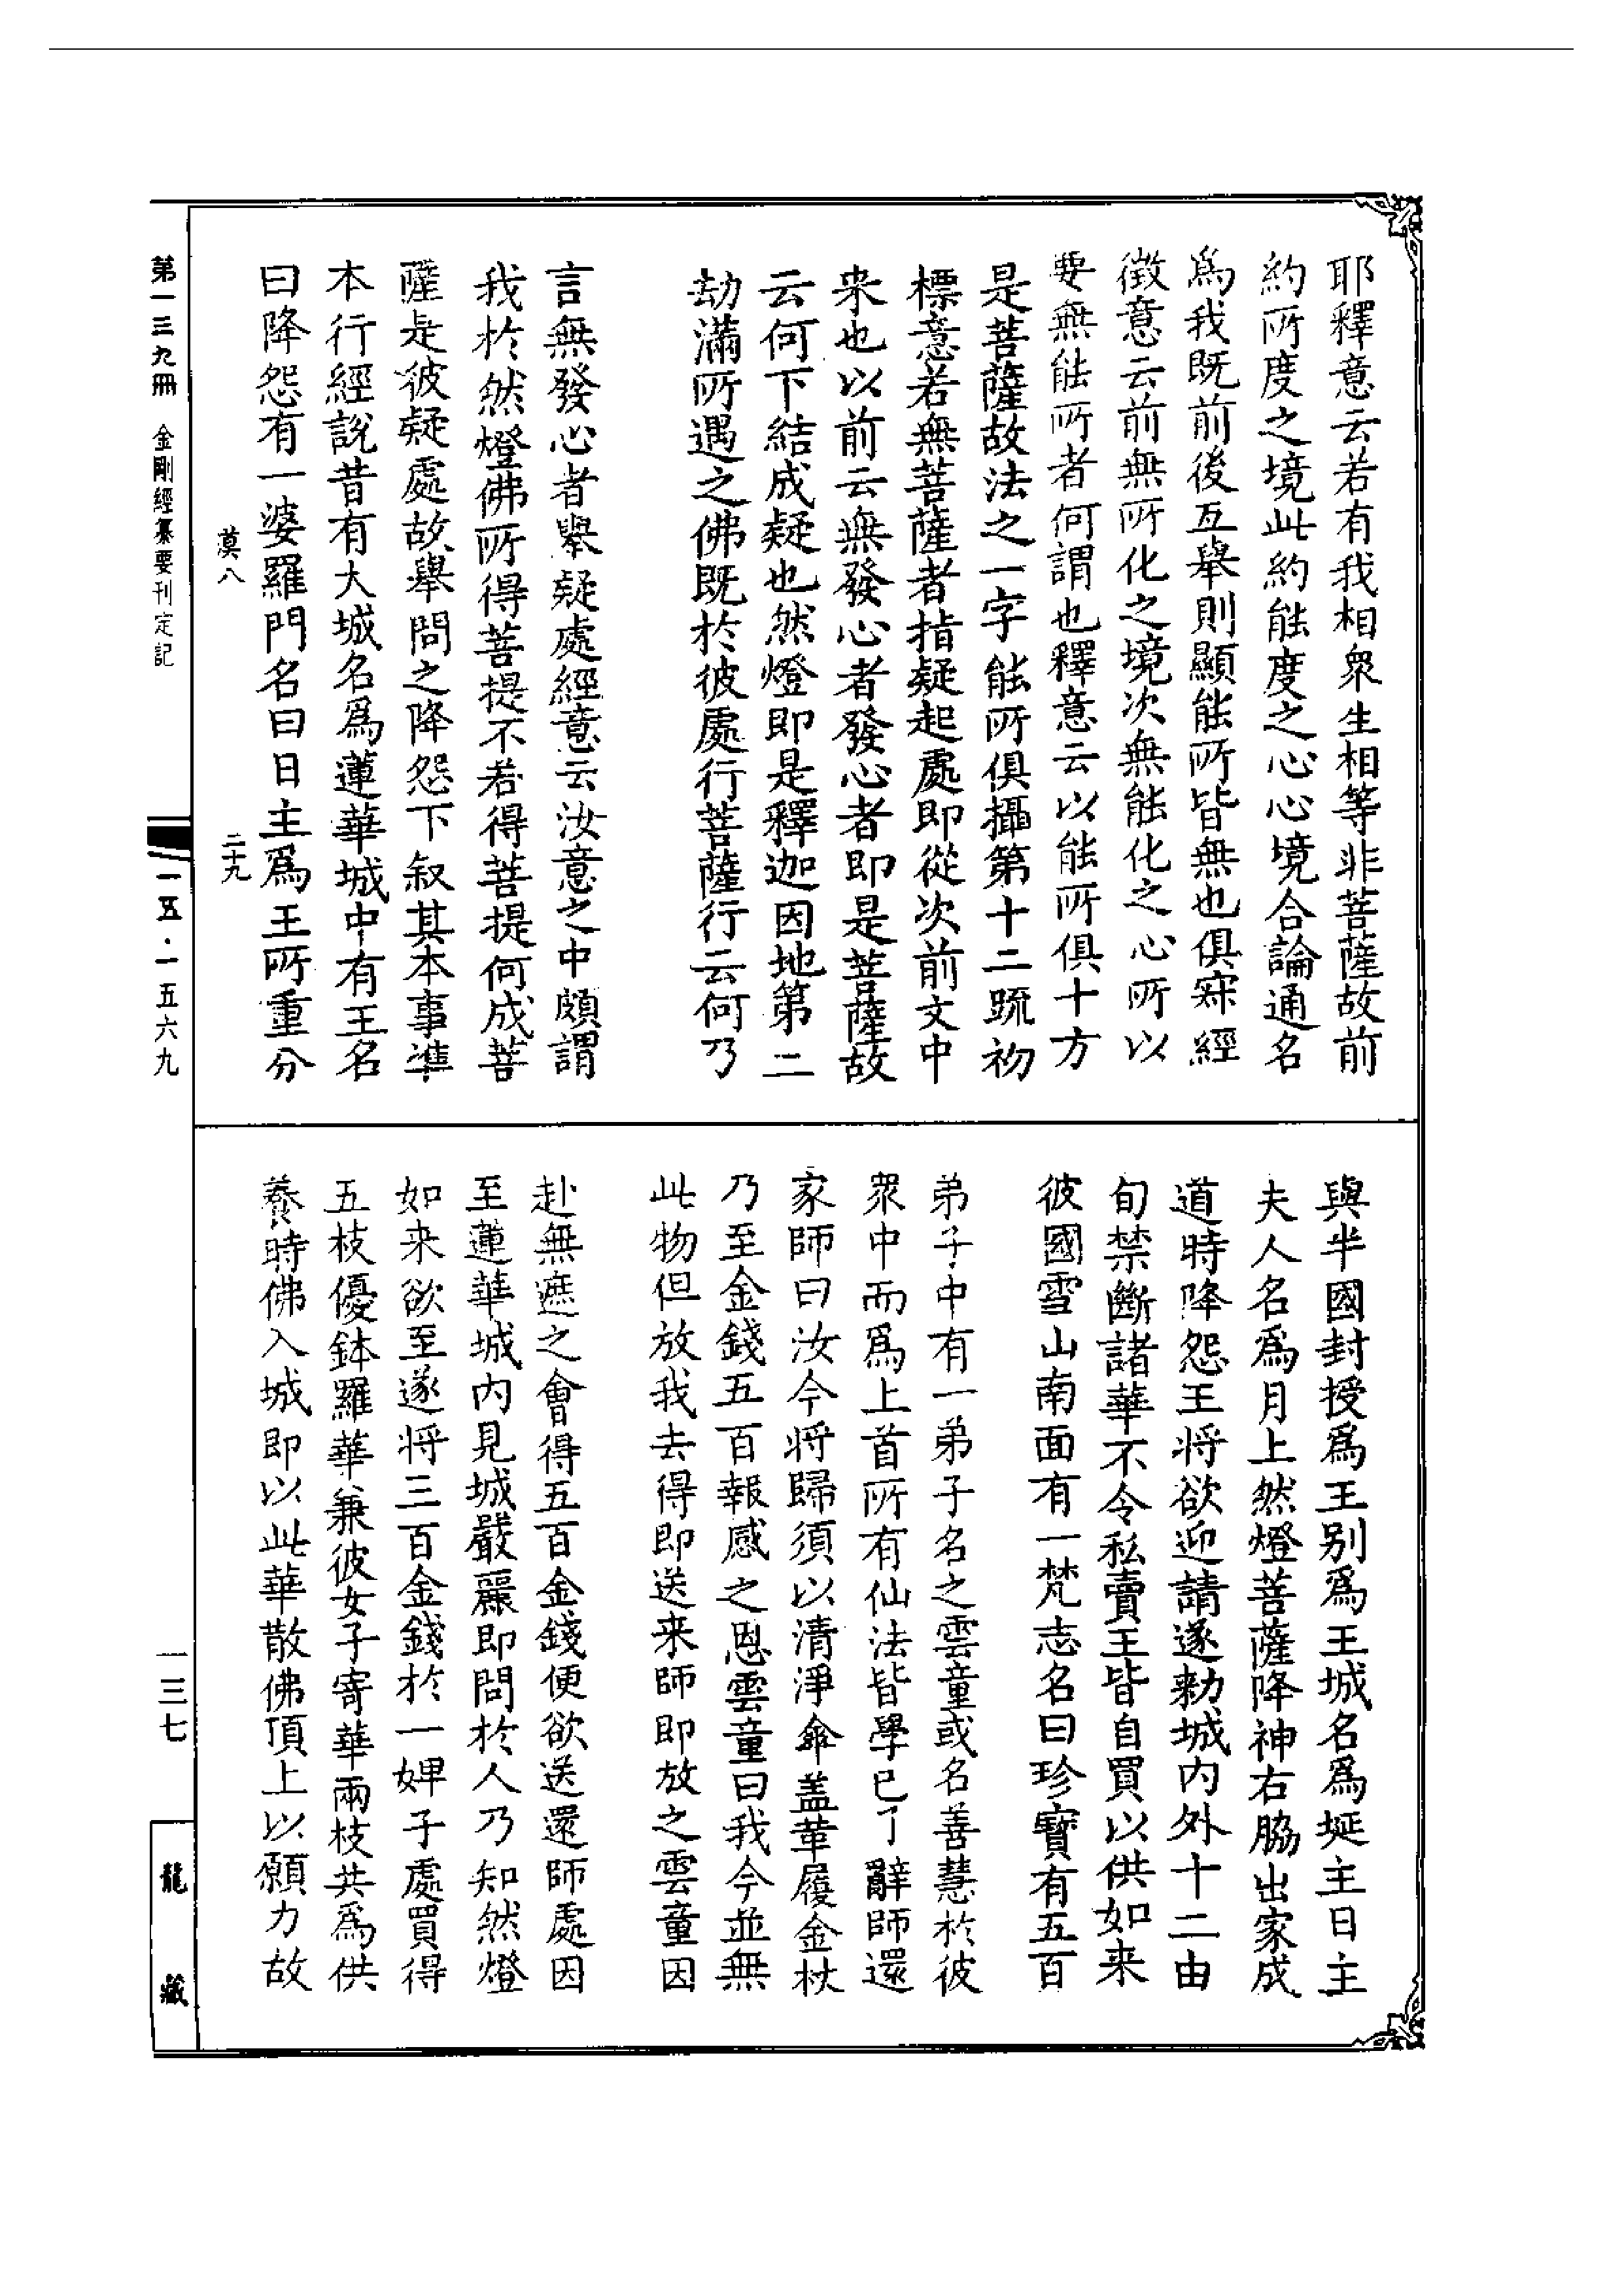 耶釋意云若有我相衆生相等非菩薩故前
約所度之境此約能度之心心境合論通名
爲我既前後互舉則顯能所皆無也俱寐經
徵意云前無所化之境次無能化之心所以
要無能所者何謂也釋意云以能所俱十方
是菩薩故法之一字能所俱攝第十二䟽初
標意若無菩薩者指疑起處即從次前文中
来也以前云無發心者發心者即是菩薩故
云何下結成疑也然燈即是釋迦因地第二
劫滿所遇之佛既於彼處行菩薩行云何乃
言無發心者舉疑處經意云汝意之中頗謂
我於然燈佛所得菩提不若得菩提何成菩
薩是彼疑處故舉問之降怨下叙其本事準
本行經說昔有大城名爲蓮華城中有王名
曰降怨有一婆羅門名曰日主爲王所重分
漠八
二十九
與半國封授爲王别爲王城名爲埏主日主
夫人名爲月上然燈菩薩降神右脇出家成
道時降怨王將欲迎請遂勑城内外十二由
旬禁斷諸華不令私賣王皆自買以供如来
彼國雪山南面有一梵志名曰珍寶有五百
弟子中有一弟子名之雲童或名善慧於彼
衆中而爲上首所有仙法皆學已了辭師還
家師曰汝今將歸須以清淨傘盖革履金杖
乃至金錢五百報感之恩雲童曰我今並無
此物但放我去得即送来師即放之雲童因
赴無遮之會得五百金錢便欲送還師處因
至蓮華城内見城嚴麗即問於人乃知然燈
如来欲至遂將三百金錢於一婢子處買得
五枝優鉢羅華兼彼女子寄華兩枝共爲供
養時佛入城即以此華散佛頂上以願力故
第一三九冊 金剛經纂要刊定記
一五·一五六九
一三七
龍藏